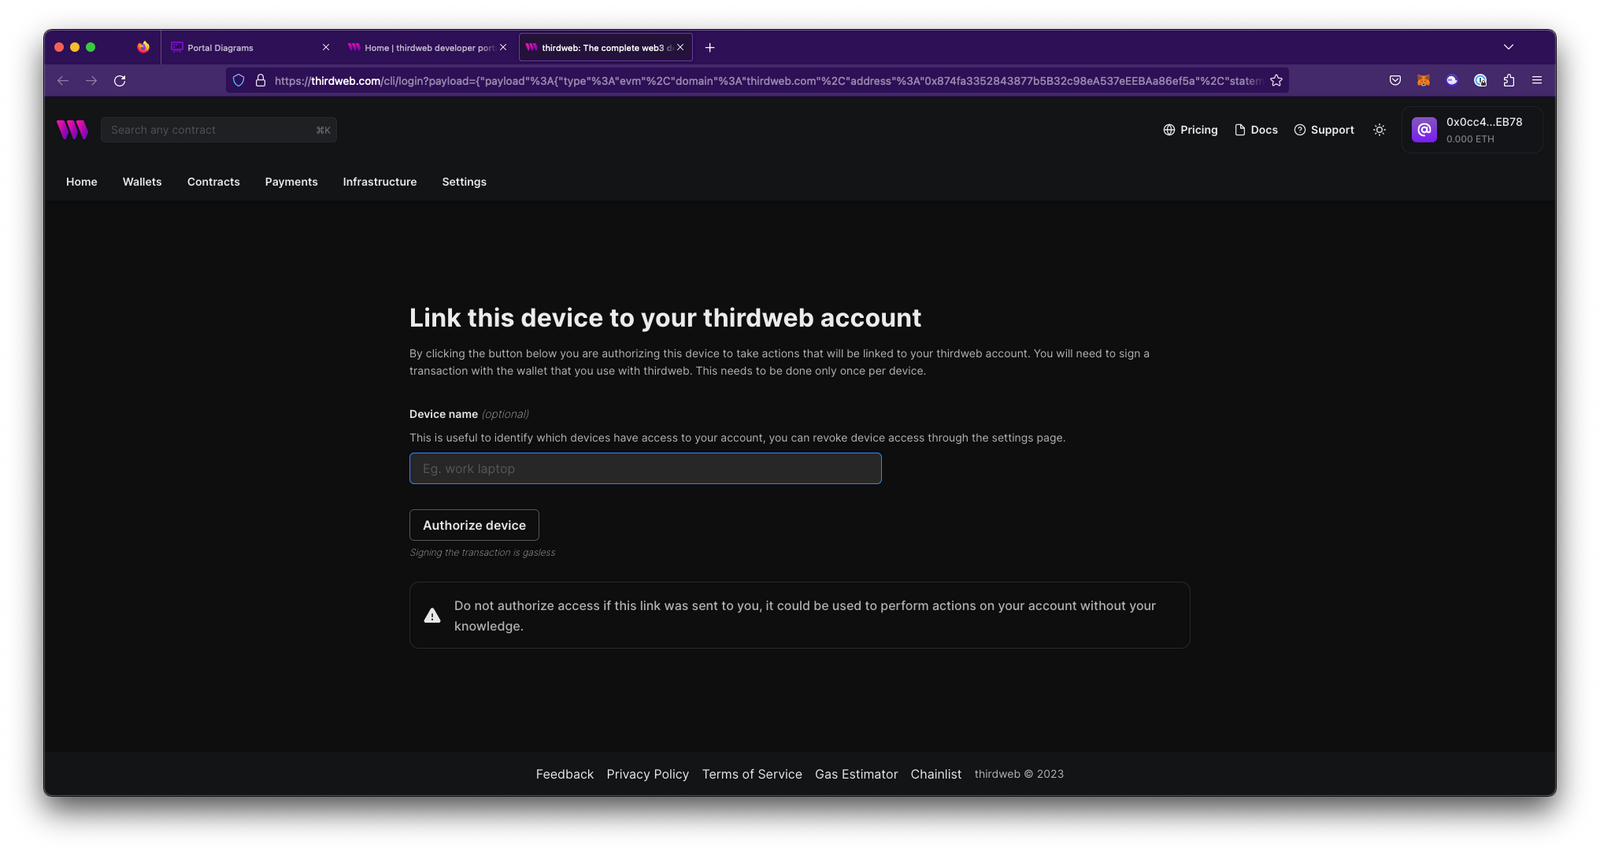 Portal Diagrams
Home | thirdweb developer port
thirdweb: The complete web3 d
https://thirdweb.com/cli/login?payload={"payload"%3A{"type"%3A"evm"%2C"domain"%3A"thirdweb.com"%2C"address"%3A"0x874fa3352843877b5B32c98eA537eEEBAa86ef5a"%2C"statem
Search any contract ⌘K
Pricing Docs Support
0x0cc4...EB78
0.000 ETH
Home Wallets Contracts Payments Infrastructure Settings
Link this device to your thirdweb account
By clicking the button below you are authorizing this device to take actions that will be linked to your thirdweb account. You will need to sign a
transaction with the wallet that you use with thirdweb. This needs to be done only once per device.
Device name (optional)
This is useful to identify which devices have access to your account, you can revoke device access through the settings page.
Eg. work laptop
Authorize device
Signing the transaction is gasless
Do not authorize access if this link was sent to you, it could be used to perform actions on your account without your
knowledge.
Feedback Privacy Policy Terms of Service Gas Estimator Chainlist thirdweb © 2023